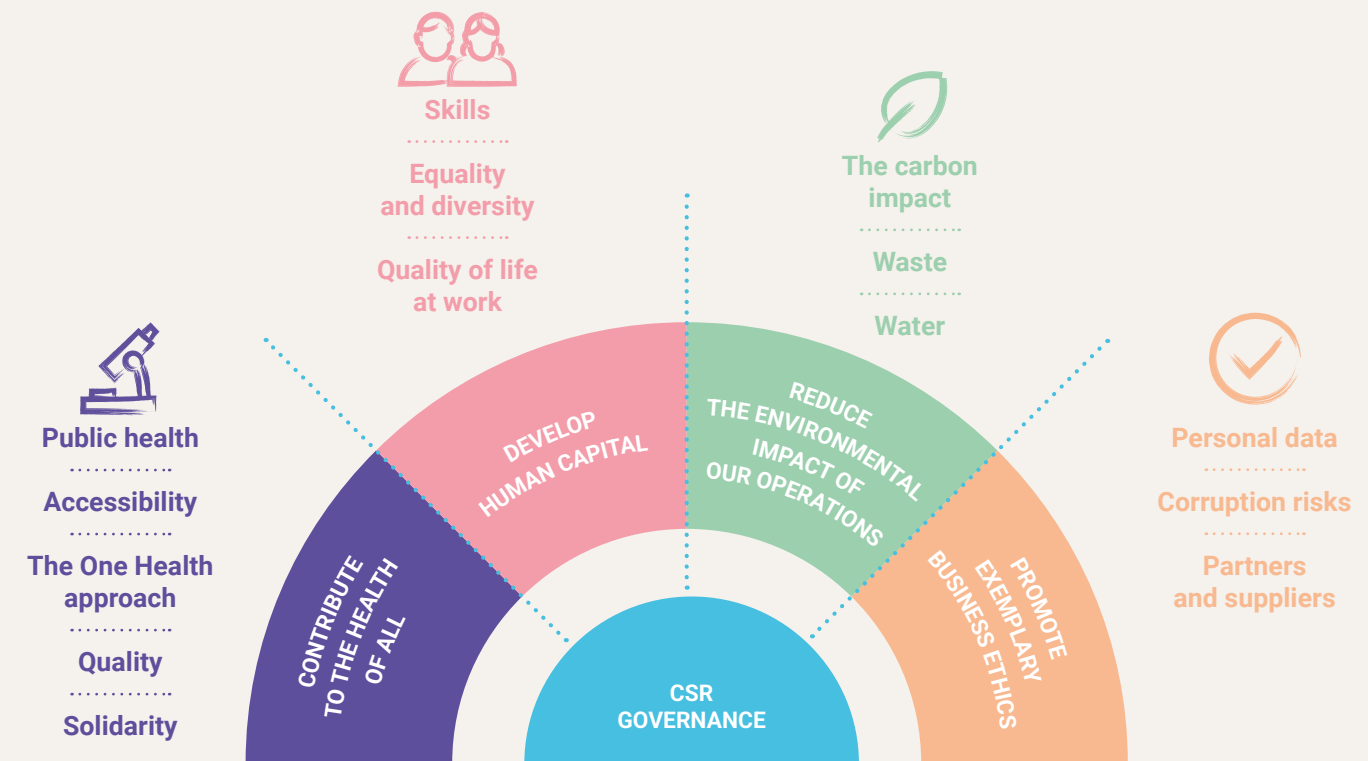 Skills
Equality
and diversity
Quality of life
at work
The carbon
impact
Waste
Water
Public health
Accessibility
The One Health
approach
Quality
Solidarity
Personal data
Corruption risks
Partners
and suppliers
CONTRIBUTE
TO THE HEALTH
OF ALL
DEVELOP
HUMAN CAPITAL
REDUCE
THE ENVIRONMENTAL
IMPACT OF
OUR OPERATIONS
PROMOTE
EXEMPLARY
BUSINESS ETHICS
CSR
GOVERNANCE